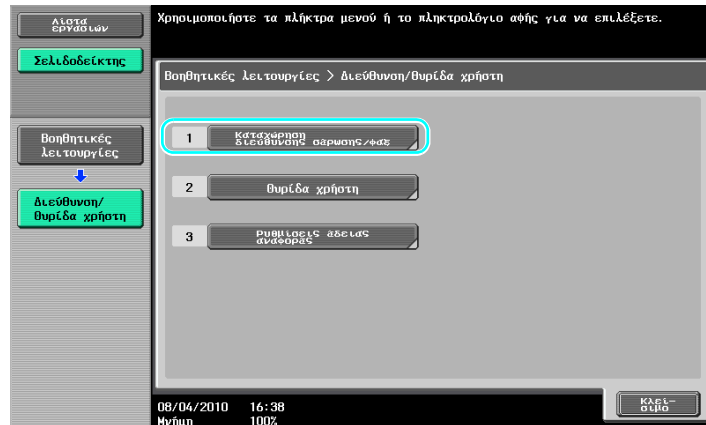 Λίστα
εργασιών
Χρησιμοποιήστε τα πλήκτρα μενού ή το πληκτρολόγιο αφής για να επιλέξετε.
Σελιδοδείκτης
Βοηθητικές λειτουργίες > Διεύθυνση/θυρίδα χρήστη
Βοηθητικές
λειτουργίες
Διεύθυνση/
θυρίδα χρήστη
1 Καταχώρηση
διεύθυνσης σάρωσης/φαξ
2 Θυρίδα χρήστη
3 Ρυθμίσεις άδειας
αναφοράς
Κλεί-
σιμο
08/04/2010 16:38
Μνήμη 100%